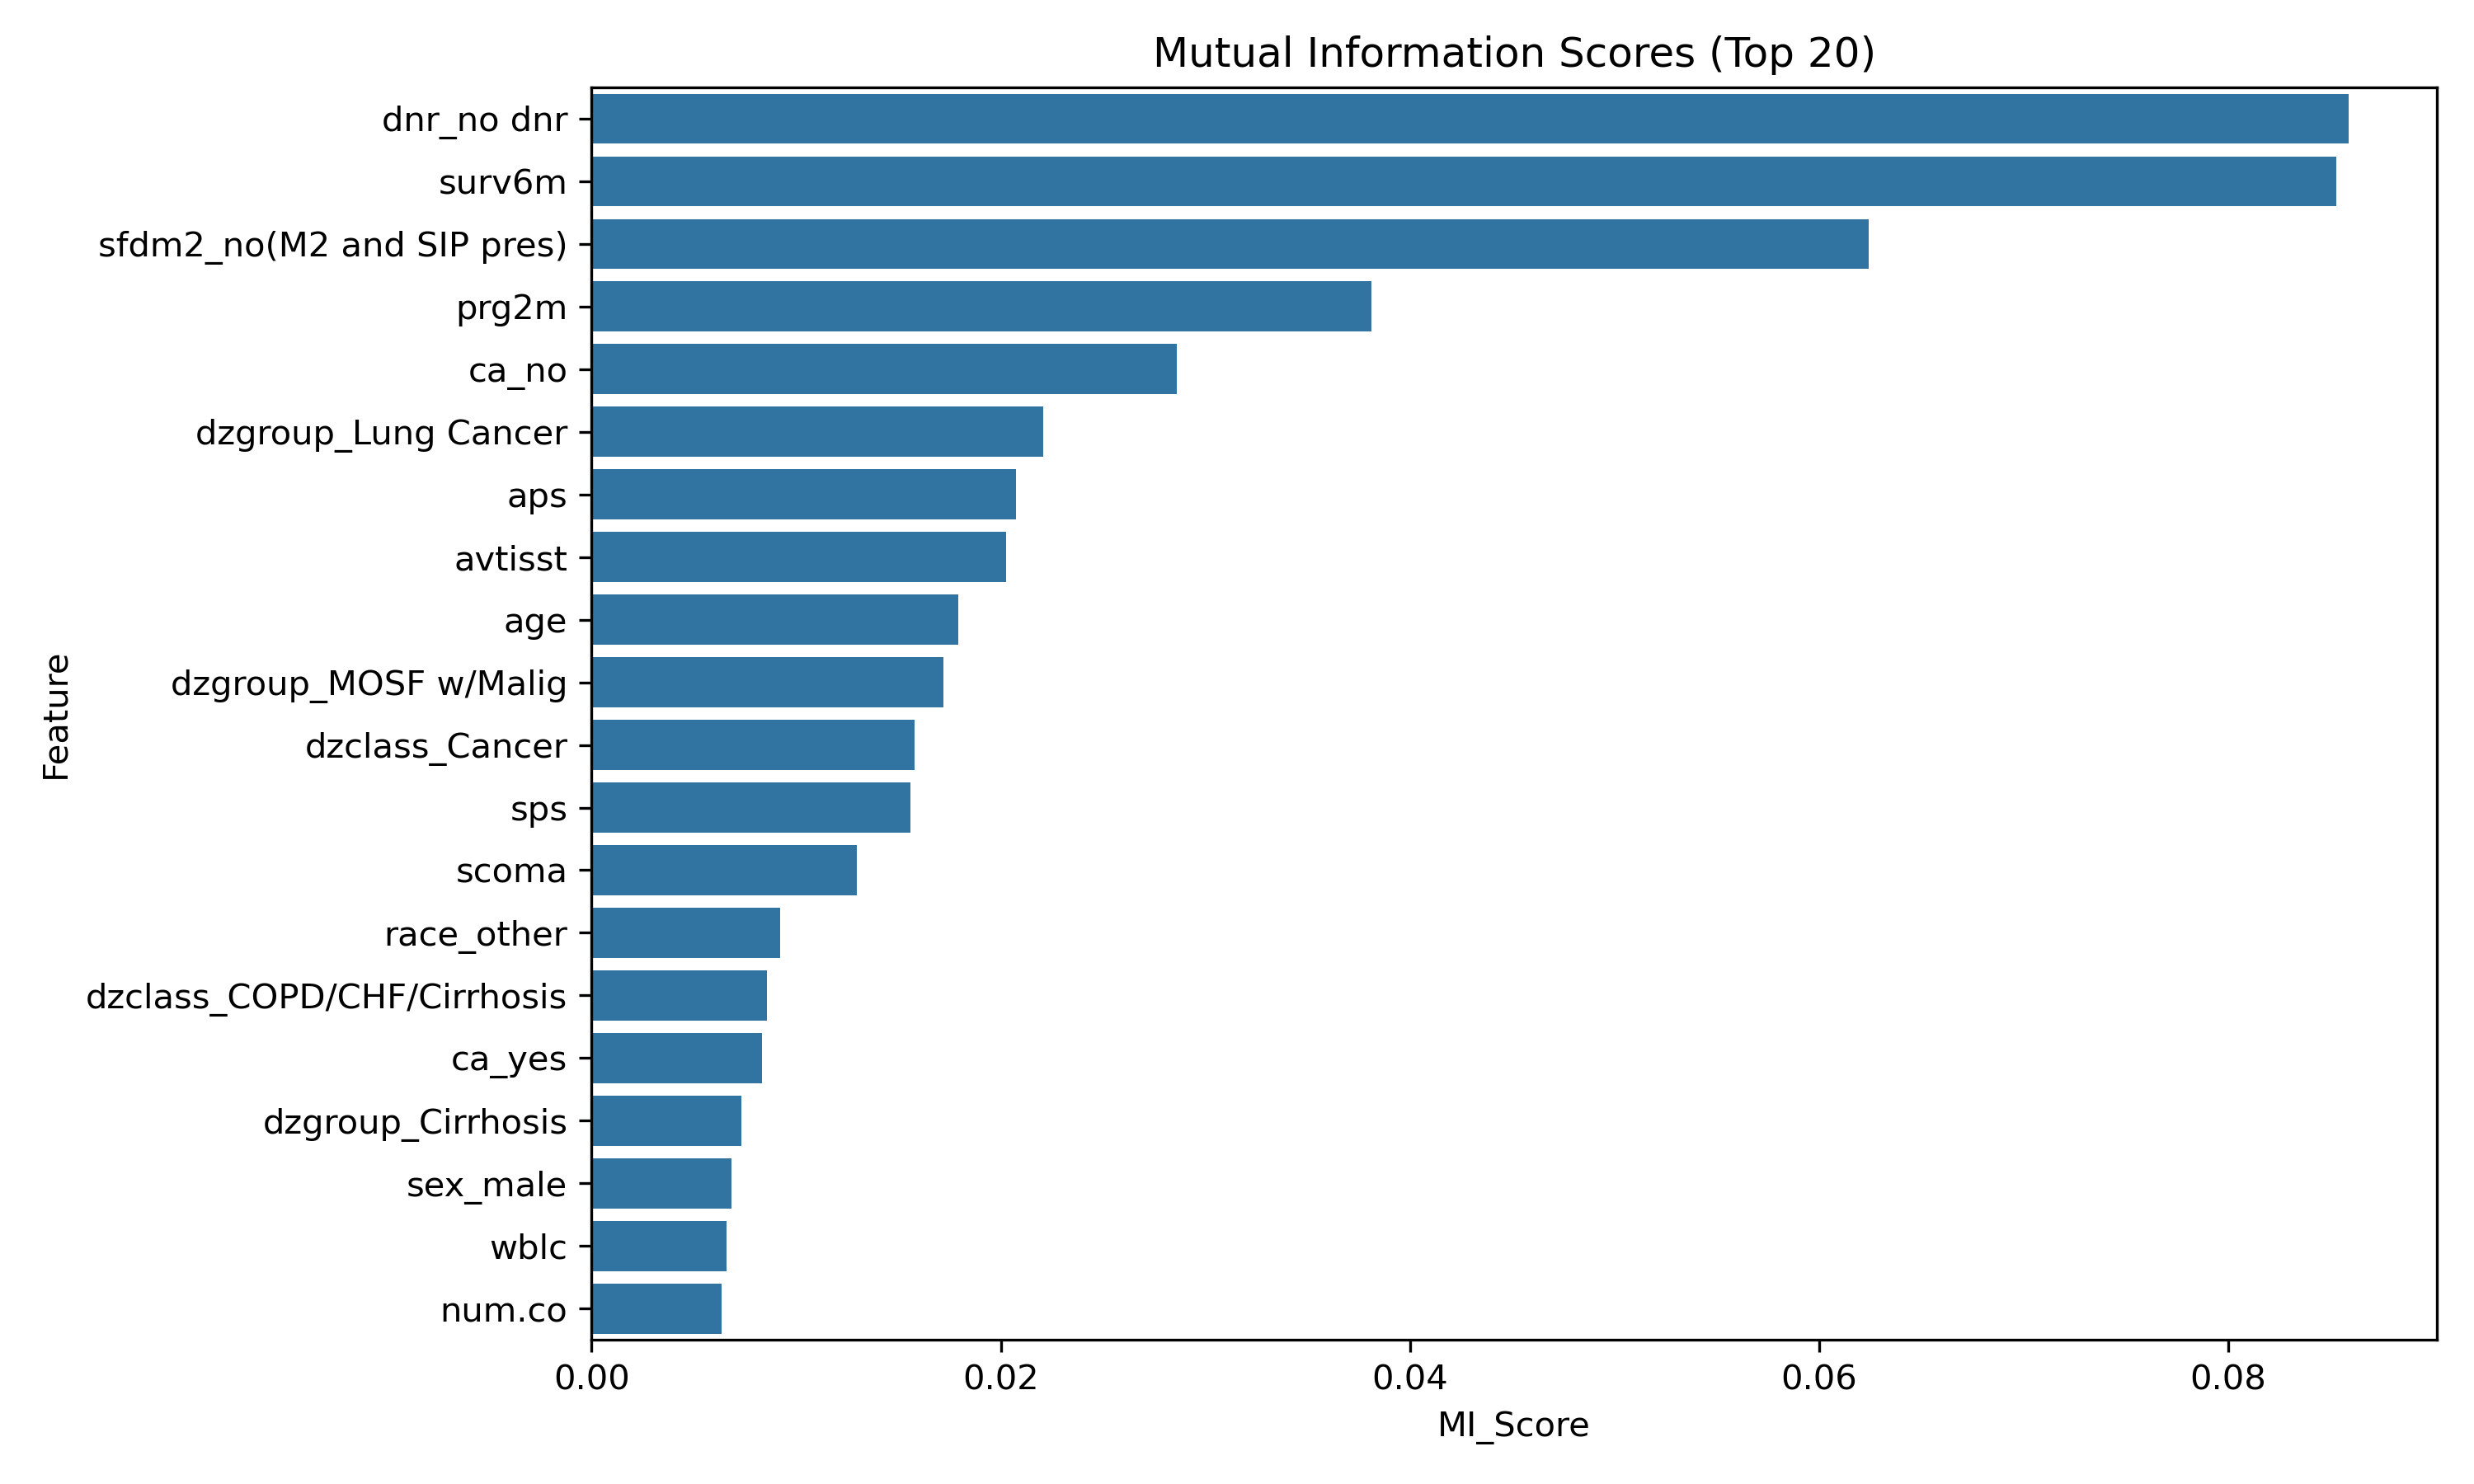 Mutual Information Scores (Top 20)
dnr_no dnr
surv6m
sfdm2_no(M2 and SIP pres)
prg2m
ca_no
dzgroup_Lung Cancer
aps
avtisst
age
dzgroup_MOSF w/Malig
dzclass_Cancer
sps
scoma
race_other
dzclass_COPD/CHF/Cirrhosis
ca_yes
dzgroup_Cirrhosis
sex_male
wblc
num.co
Feature
0.00 0.02 0.04 0.06 0.08
MI_Score